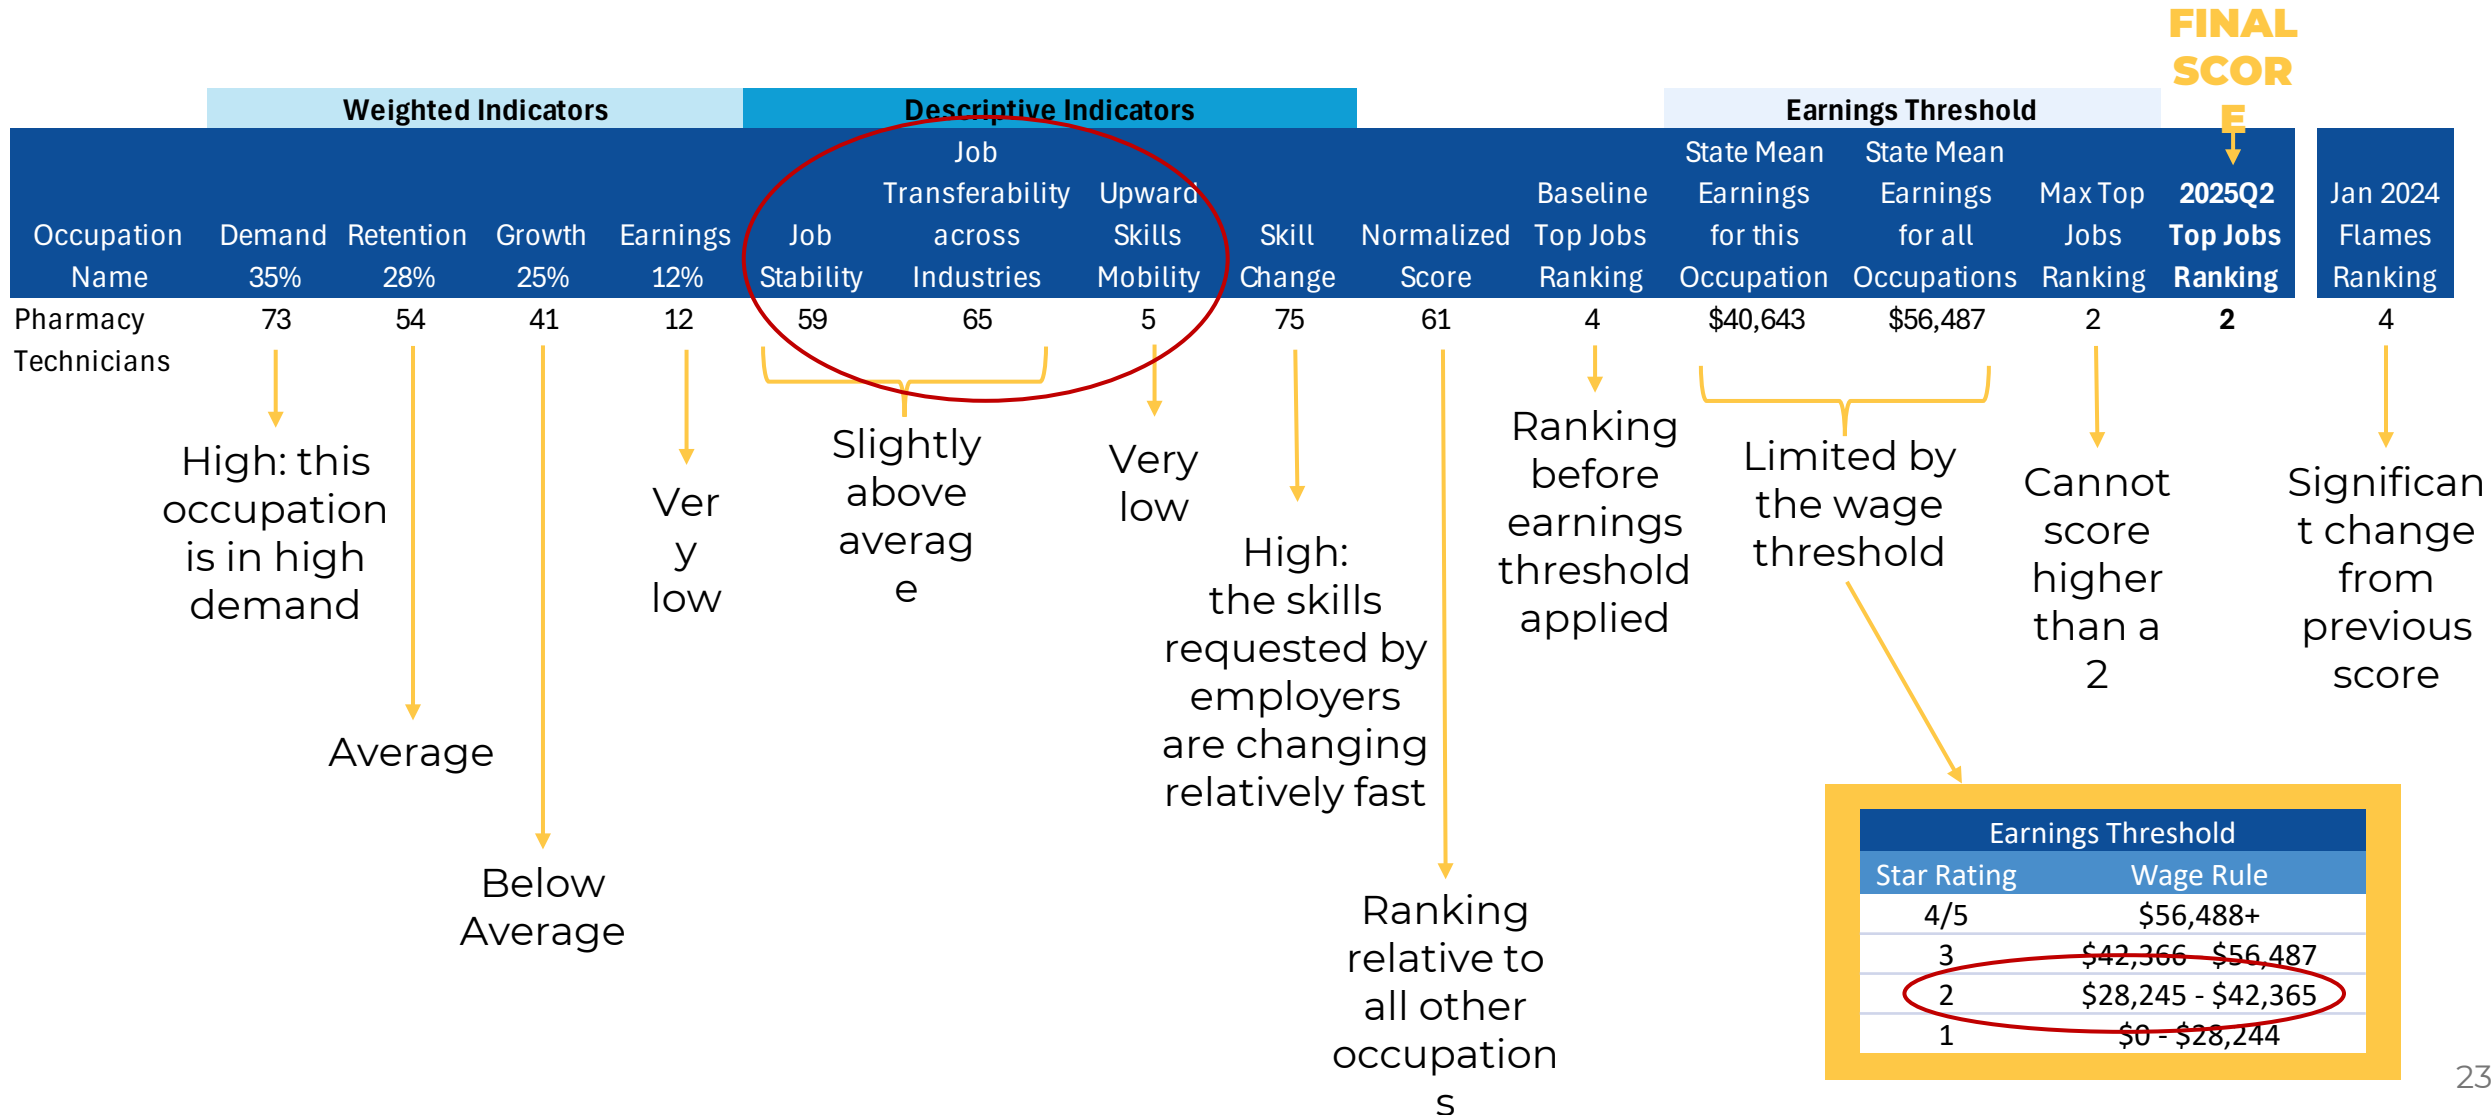 FINAL
SCOR
E
Weighted Indicators
Descriptive Indicators
Earnings Threshold
Occupation
Name
Demand
35%
Retention
28%
Growth
25%
Earnings
12%
Job
Stability
Job
Transferability
across
Industries
Upward
Skills
Mobility
Skill
Change
Normalized
Score
Baseline
Top Jobs
Ranking
State Mean
Earnings
for this
Occupation
State Mean
Earnings
for all
Occupations
Max Top
Jobs
Ranking
2025Q2
Top Jobs
Ranking
Jan 2024
Flames
Ranking
Pharmacy
Technicians
73
54
41
12
59
65
5
75
61
4
$40,643
$56,487
2
2
4
High: this
occupation
is in high
demand
Average
Below
Average
Ver
y
low
Slightly
above
averag
e
Very
low
High:
the skills
requested by
employers
are changing
relatively fast
Ranking
relative to
all other
occupation
s
Ranking
before
earnings
threshold
applied
Limited by
the wage
threshold
Cannot
score
higher
than a
2
Significan
t change
from
previous
score
Earnings Threshold
Star Rating Wage Rule
4/5 $56,488+
3 $42,366 - $56,487
2 $28,245 - $42,365
1 $0 - $28,244
23